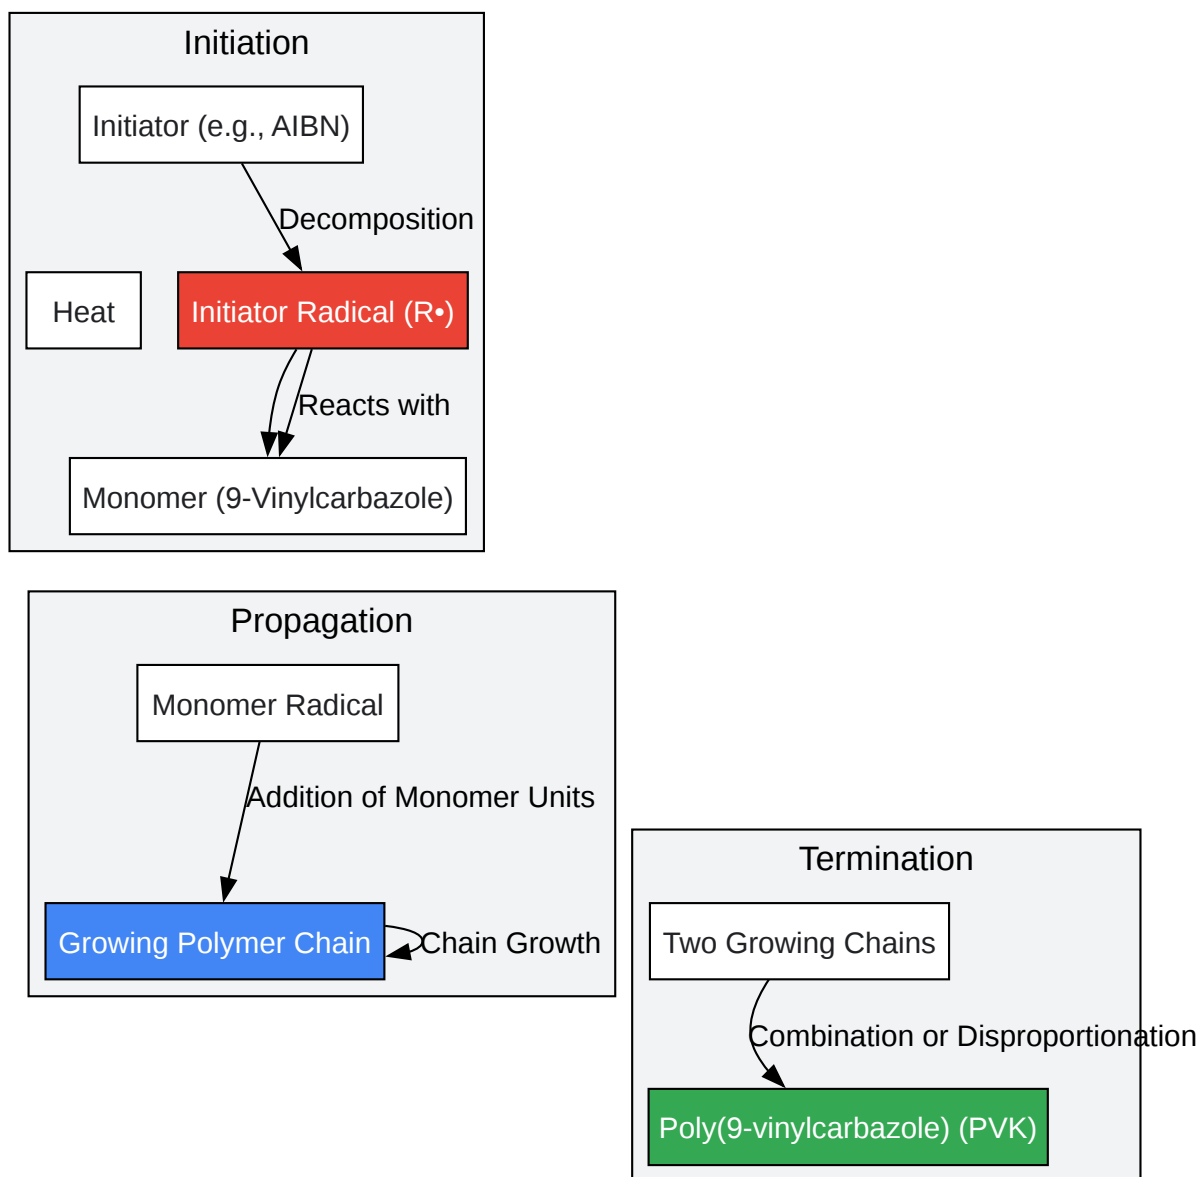 Initiation
Initiator (e.g., AIBN)
Decomposition
Heat
Initiator Radical (R•)
Reacts with
Monomer (9-Vinylcarbazole)
Propagation
Monomer Radical
Addition of Monomer Units
Growing Polymer Chain
Chain Growth
Termination
Two Growing Chains
Combination or Disproportionation
Poly(9-vinylcarbazole) (PVK)